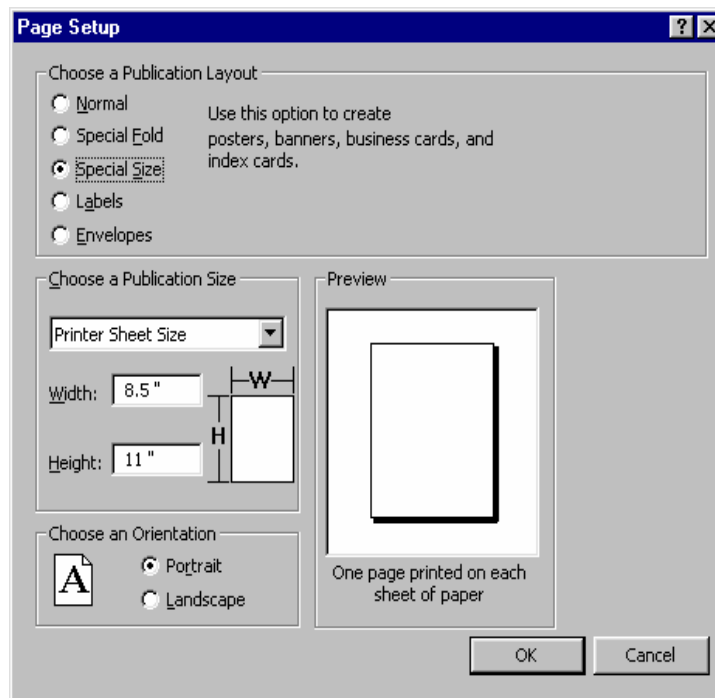 Page Setup
Choose a Publication Layout
Normal
Special Fold
Special Size
Labels
Envelopes
Use this option to create
posters, banners, business cards, and
index cards.
Choose a Publication Size
Printer Sheet Size
Width: 8.5 "
Height: 11 "
W
H
Preview
One page printed on each
sheet of paper
Choose an Orientation
A
Portrait
Landscape
OK
Cancel